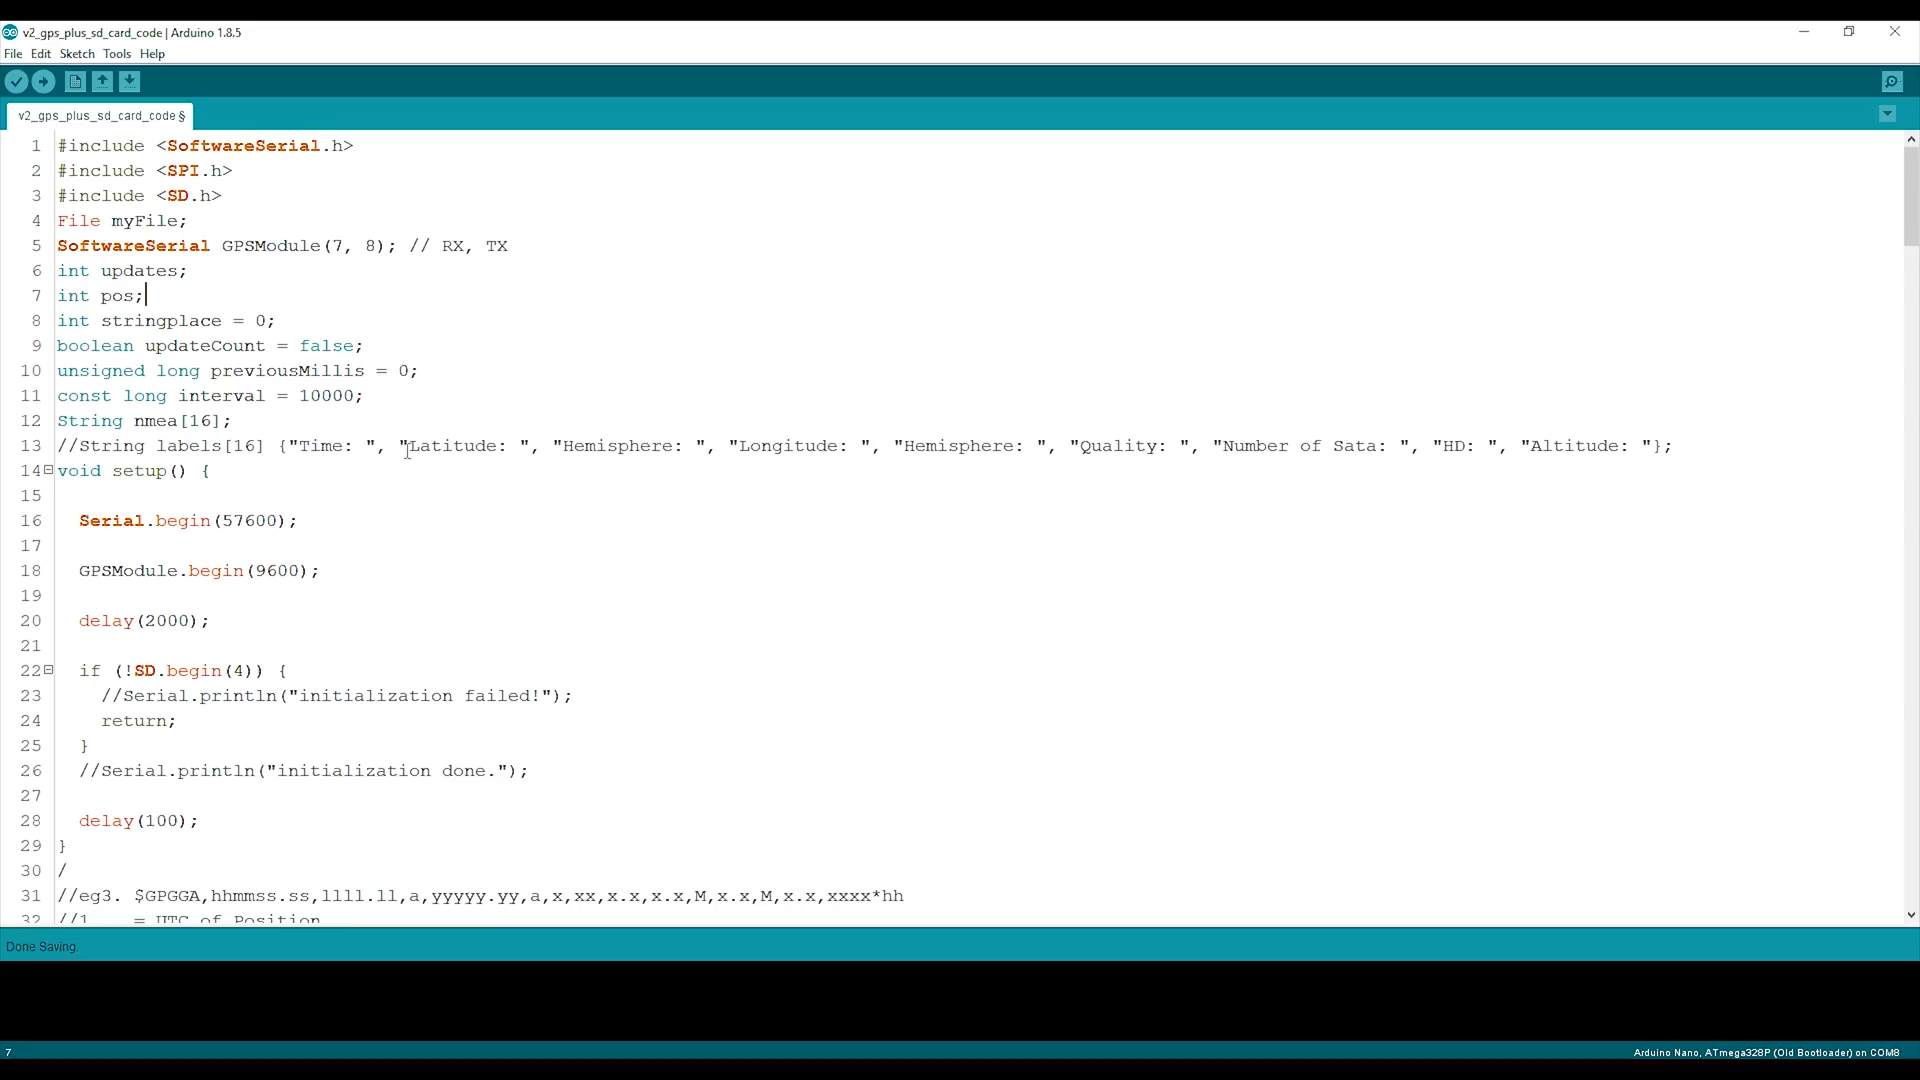 v2_gps_plus_sd_card_code | Arduino 1.8.5
File Edit Sketch Tools Help
v2_gps_plus_sd_card_code §
1 #include <SoftwareSerial.h>
2 #include <SPI.h>
3 #include <SD.h>
4 File myFile;
5 SoftwareSerial GPSModule(7, 8); // RX, TX
6 int updates;
7 int pos;
8 int stringplace = 0;
9 boolean updateCount = false;
10 unsigned long previousMillis = 0;
11 const long interval = 10000;
12 String nmea[16];
13 //String labels[16] {"Time: ", "Latitude: ", "Hemisphere: ", "Longitude: ", "Hemisphere: ", "Quality: ", "Number of Sata: ", "HD: ", "Altitude: "};
14 void setup() {
15
16 Serial.begin(57600);
17
18 GPSModule.begin(9600);
19
20 delay(2000);
21
22 if (!SD.begin(4)) {
23 //Serial.println("initialization failed!");
24 return;
25 }
26 //Serial.println("initialization done.");
27
28 delay(100);
29 }
30 /
31 //eg3. $GPGGA,hhmmss.ss,llll.ll,a,yyyyy.yy,a,x,xx,x.x,x.x,M,x.x,M,x.x,xxxx*hh
32 //1 = UTC of Position
Done Saving.
7
Arduino Nano, ATmega328P (Old Bootloader) on COM8